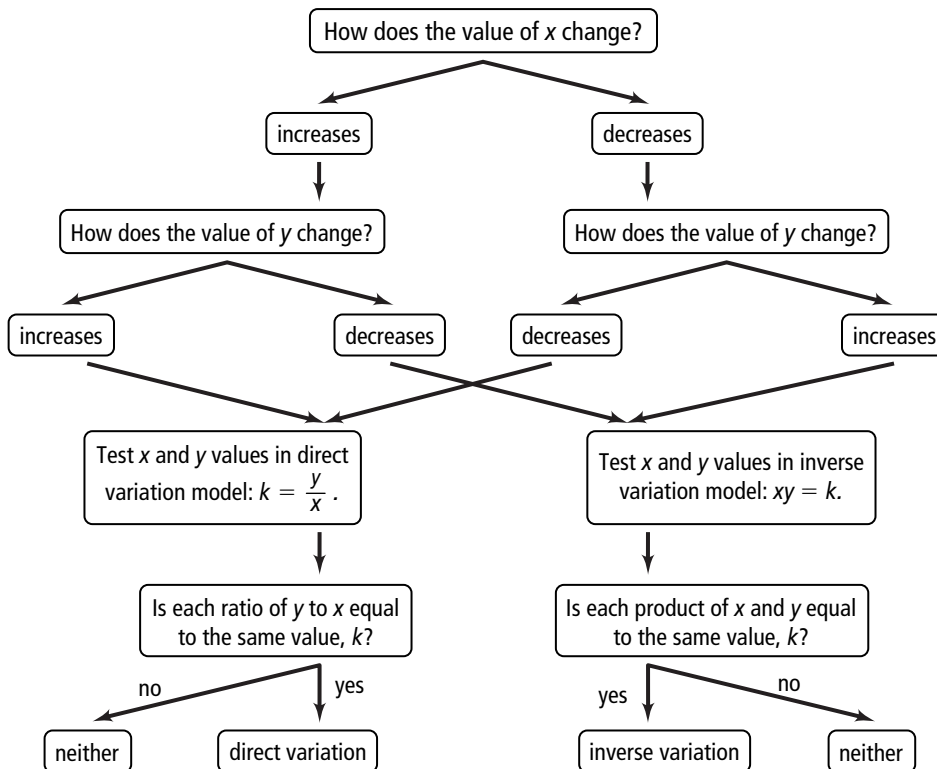 How does the value of x change?
increases
decreases
How does the value of y change?
How does the value of y change?
increases
decreases
decreases
increases
Test x and y values in direct
variation model: k = y/x .
Test x and y values in inverse
variation model: xy = k.
Is each ratio of y to x equal
to the same value, k?
Is each product of x and y equal
to the same value, k?
no
yes
yes
no
neither
direct variation
inverse variation
neither